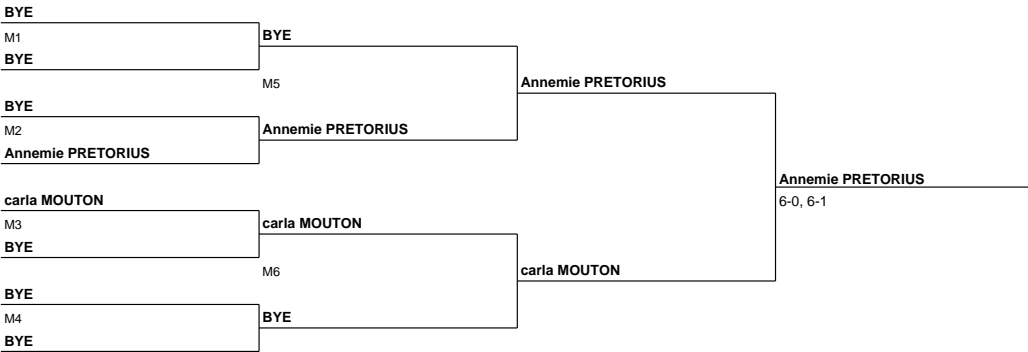 BYE
M1
BYE
BYE
M5
Annemie PRETORIUS
BYE
M2
Annemie PRETORIUS
Annemie PRETORIUS
Annemie PRETORIUS
6-0, 6-1
carla MOUTON
M3
carla MOUTON
BYE
M6
carla MOUTON
BYE
M4
BYE
BYE